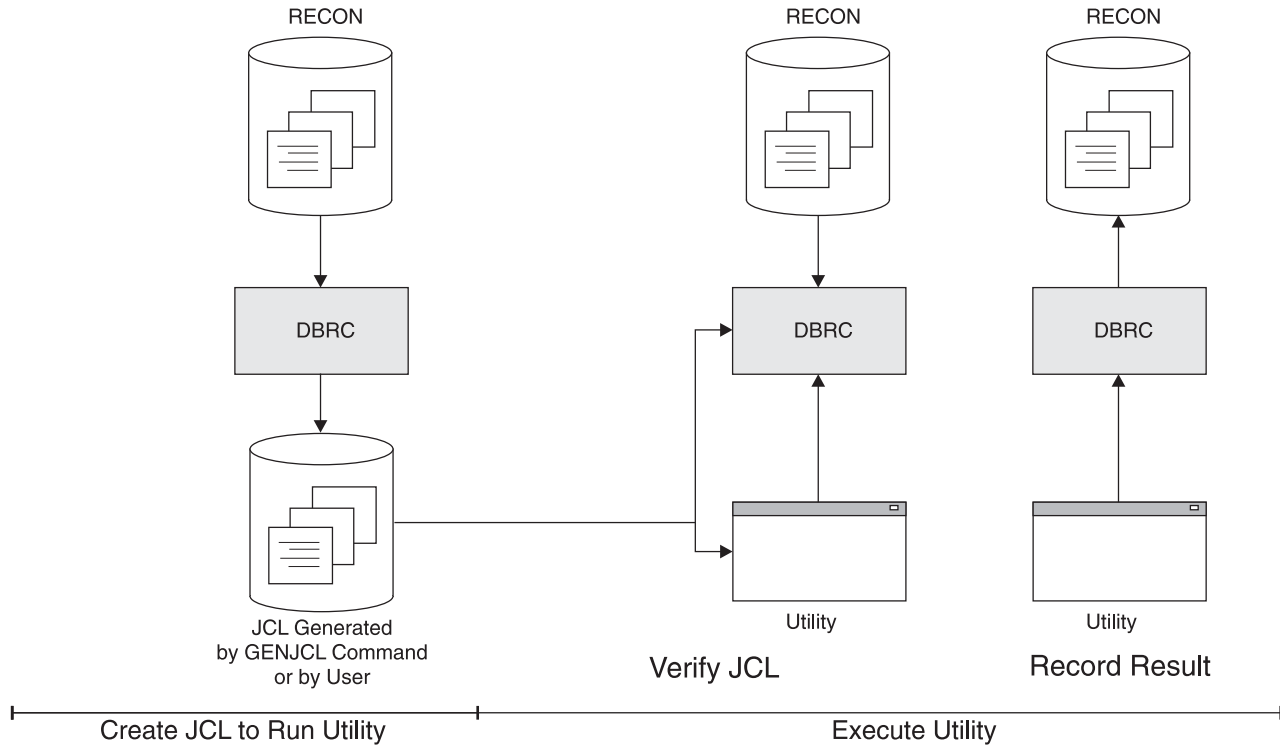 RECON
RECON
RECON
DBRC
DBRC
DBRC
JCL Generated
by GENJCL Command
or by User
Utility
Utility
Verify JCL
Record Result
Create JCL to Run Utility
Execute Utility